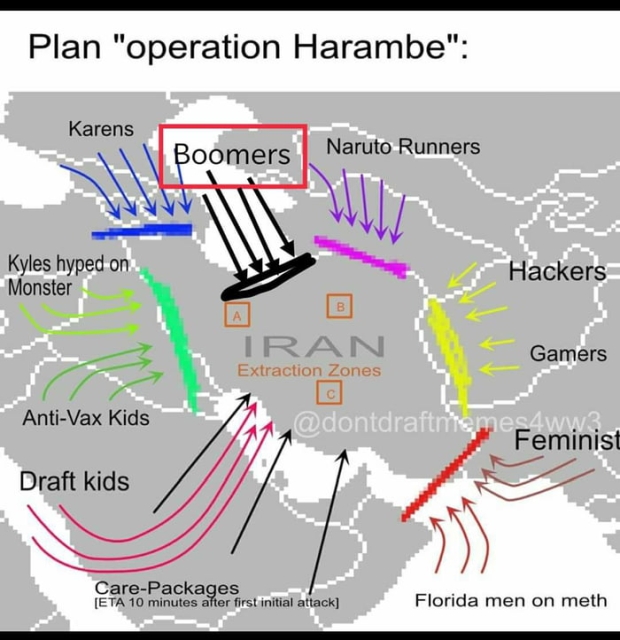 Plan "operation Harambe":
Karens
Boomers
Naruto Runners
Kyles hyped on
Monster
Hackers
A
B
IRAN
Extraction Zones
Gamers
C
Anti-Vax Kids
@dontdraftmemes4ww3
Feminist
Draft kids
Care-Packages
[ETA 10 minutes after first initial attack]
Florida men on meth